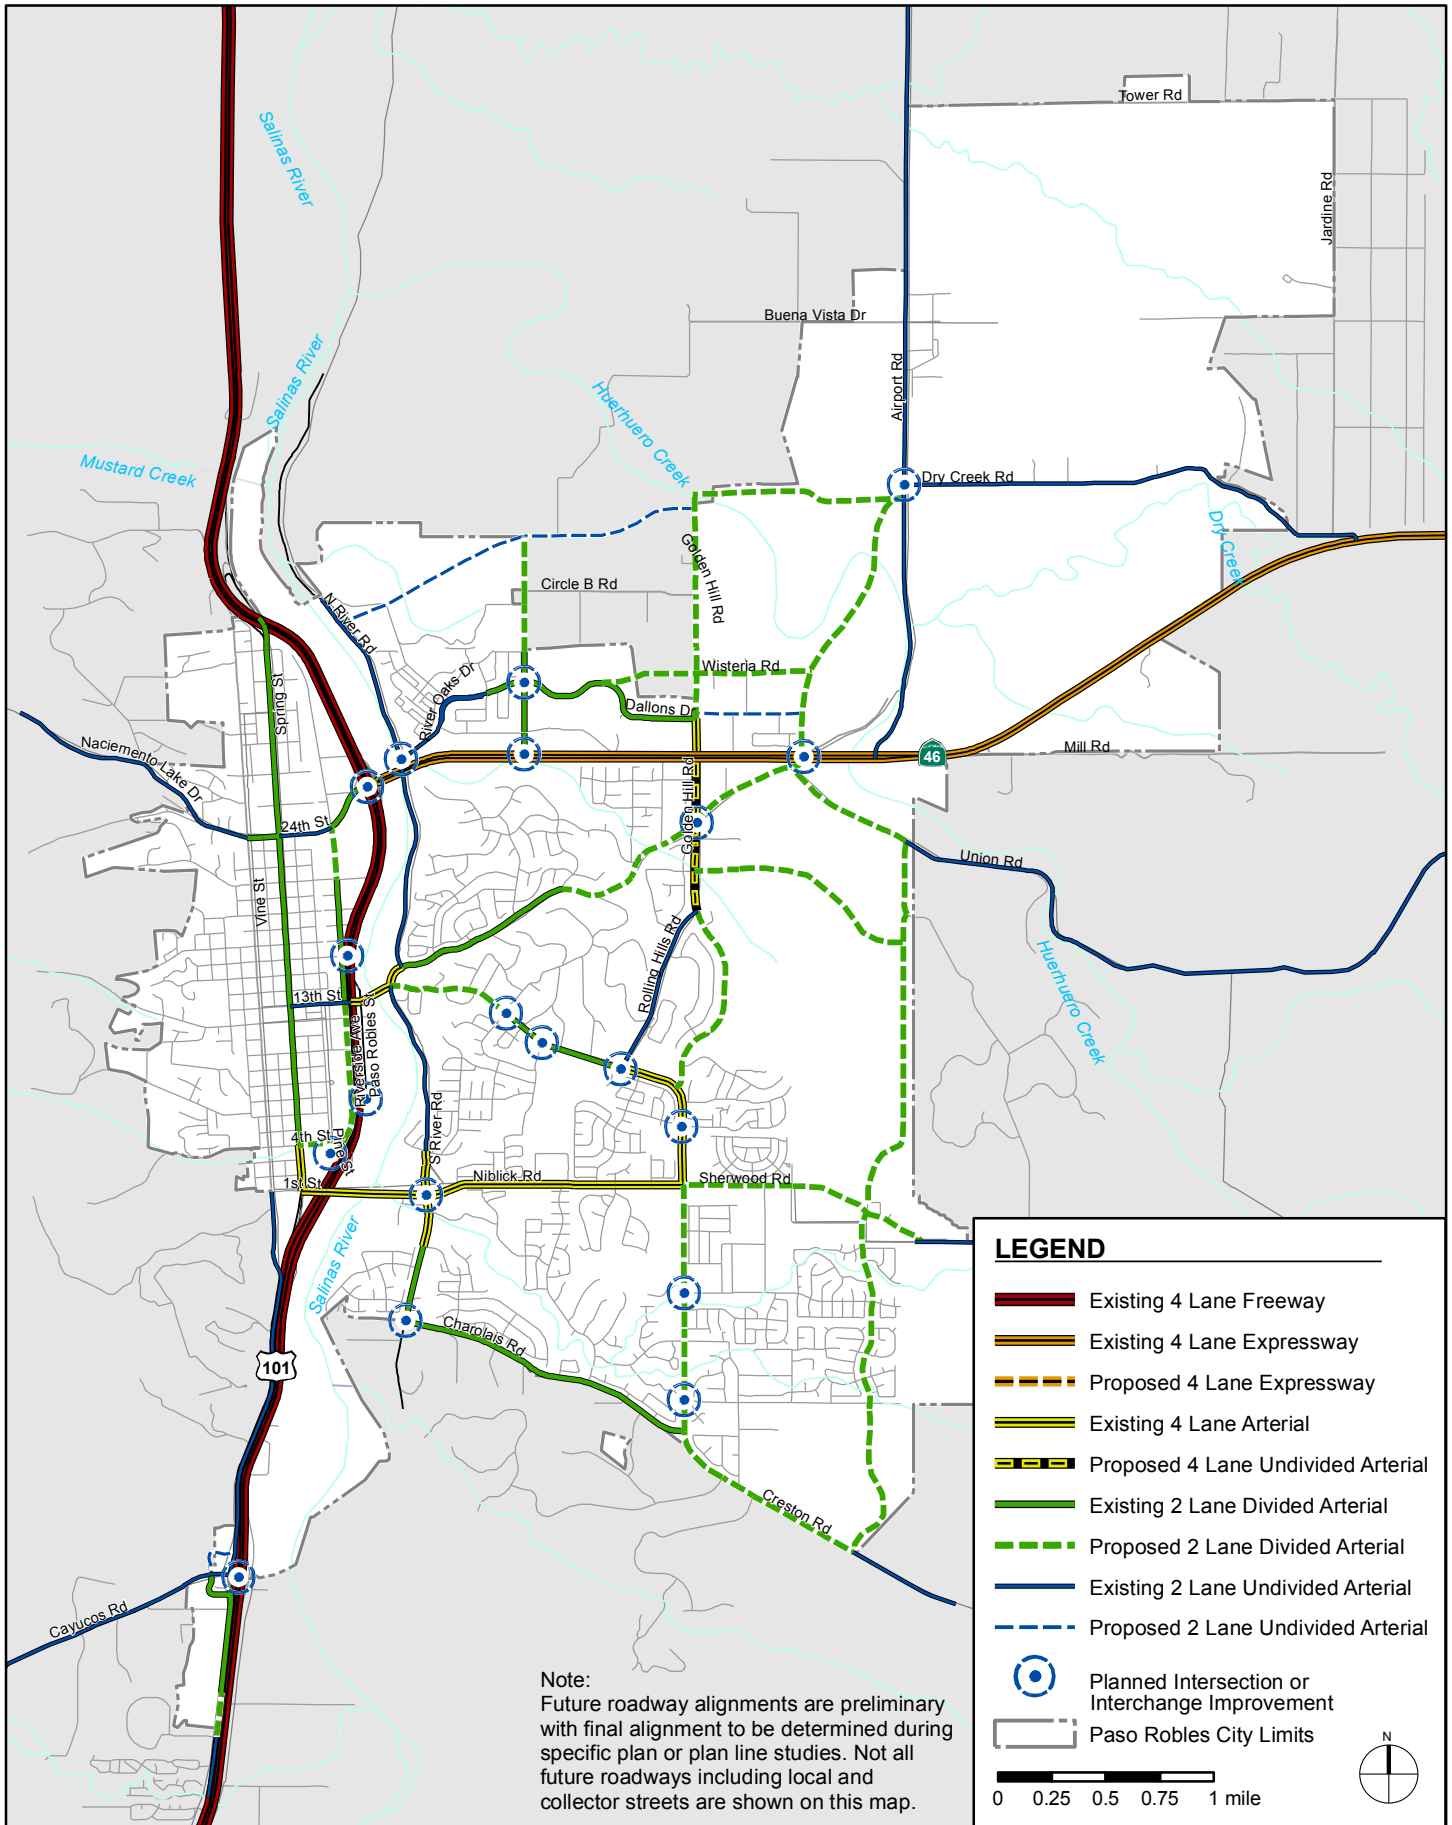 Tower Rd
Salinas River
Jardine Rd
Buena Vista Dr
Salinas River
Airport Rd
Huerhuero Creek
Mustard Creek
Dry Creek Rd
Dry Creek
Golden Hill Rd
Circle B Rd
N River Rd
Wisteria Rd
River Oaks Dr
Spring St
Dallons Dr
Naciemento Lake Dr
46
Mill Rd
Golden Hill Rd
24th St
Union Rd
Vine St
Rolling Hills Rd
Huerhuero Creek
13th St
Riverside Ave
Paso Robles St
S River Rd
4th St
Pine St
Niblick Rd
Sherwood Rd
1st St
Salinas River
Charolais Rd
101
Creston Rd
Cayucos Rd
Note:
Future roadway alignments are preliminary
with final alignment to be determined during
specific plan or plan line studies. Not all
future roadways including local and
collector streets are shown on this map.
LEGEND
Existing 4 Lane Freeway
Existing 4 Lane Expressway
Proposed 4 Lane Expressway
Existing 4 Lane Arterial
Proposed 4 Lane Undivided Arterial
Existing 2 Lane Divided Arterial
Proposed 2 Lane Divided Arterial
Existing 2 Lane Undivided Arterial
Proposed 2 Lane Undivided Arterial
Planned Intersection or
Interchange Improvement
Paso Robles City Limits
N
0 0.25 0.5 0.75 1 mile